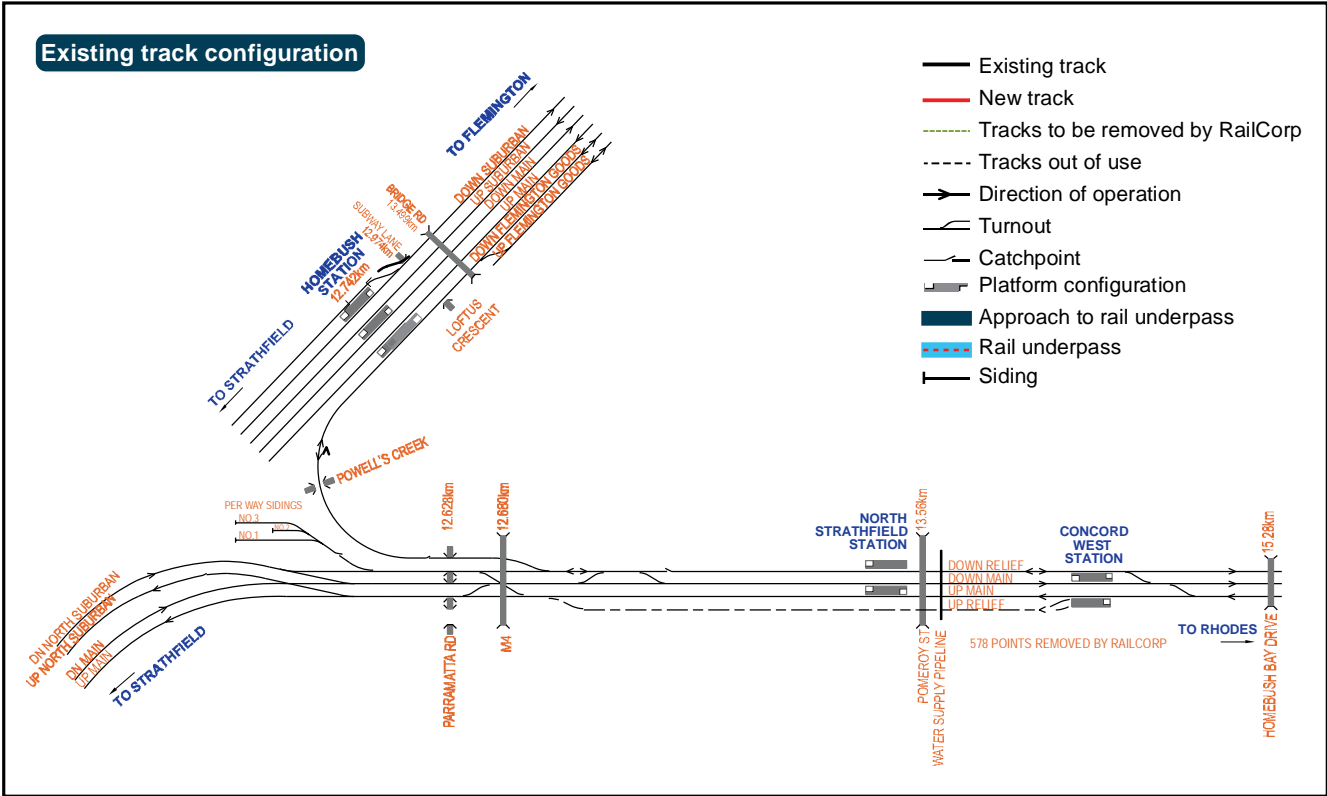 Existing track configuration
Existing track
New track
Tracks to be removed by RailCorp
Tracks out of use
Direction of operation
Turnout
Catchpoint
Platform configuration
Approach to rail underpass
Rail underpass
Siding
TO FLEMINGTON
DOWN SUBURBAN
UP SUBURBAN
DOWN MAIN
UP MAIN
DOWN FLEMINGTON GOODS
UP FLEMINGTON GOODS
BRIDGE RD
13.499km
SUBWAY LANE
12.974km
HOMEBUSH
STATION
12.742km
LOFTUS
CRESCENT
TO STRATHFIELD
POWELL'S CREEK
PER WAY SIDINGS
NO.3
NO.2
NO.1
12.628km
12.680km
NORTH
STRATHFIELD
STATION
13.56km
CONCORD
WEST
STATION
15.28km
DOWN RELIEF
DOWN MAIN
UP MAIN
UP RELIEF
DN NORTH SUBURBAN
UP NORTH SUBURBAN
DN MAIN
UP MAIN
TO STRATHFIELD
PARRAMATTA RD
M4
POMEROY ST
WATER SUPPLY PIPELINE
578 POINTS REMOVED BY RAILCORP
TO RHODES
HOMEBUSH BAY DRIVE